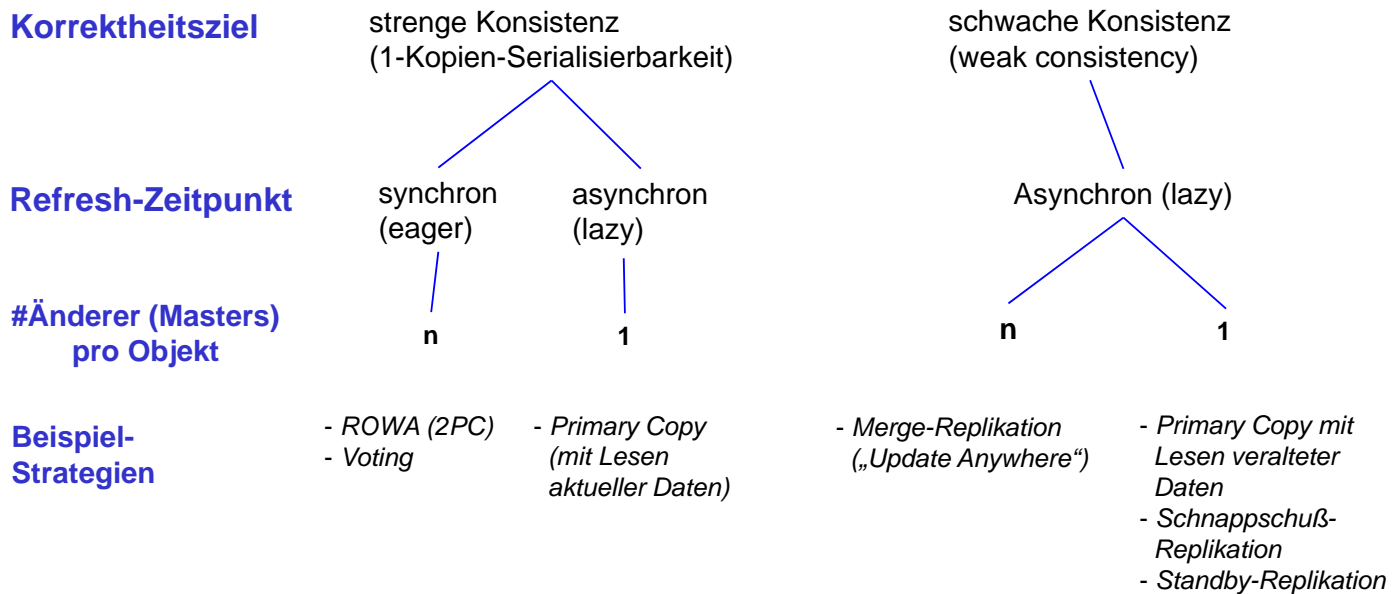 Korrektheitsziel
strenge Konsistenz
(1-Kopien-Serialisierbarkeit)
schwache Konsistenz
(weak consistency)
Refresh-Zeitpunkt
synchron
(eager)
asynchron
(lazy)
Asynchron (lazy)
#Änderer (Masters)
pro Objekt
n
1
n
1
Beispiel-
Strategien
- ROWA (2PC)
- Voting
- Primary Copy
(mit Lesen
aktueller Daten)
- Merge-Replikation
(„Update Anywhere“)
- Primary Copy mit
Lesen veralteter
Daten
- Schnappschuß-
Replikation
- Standby-Replikation